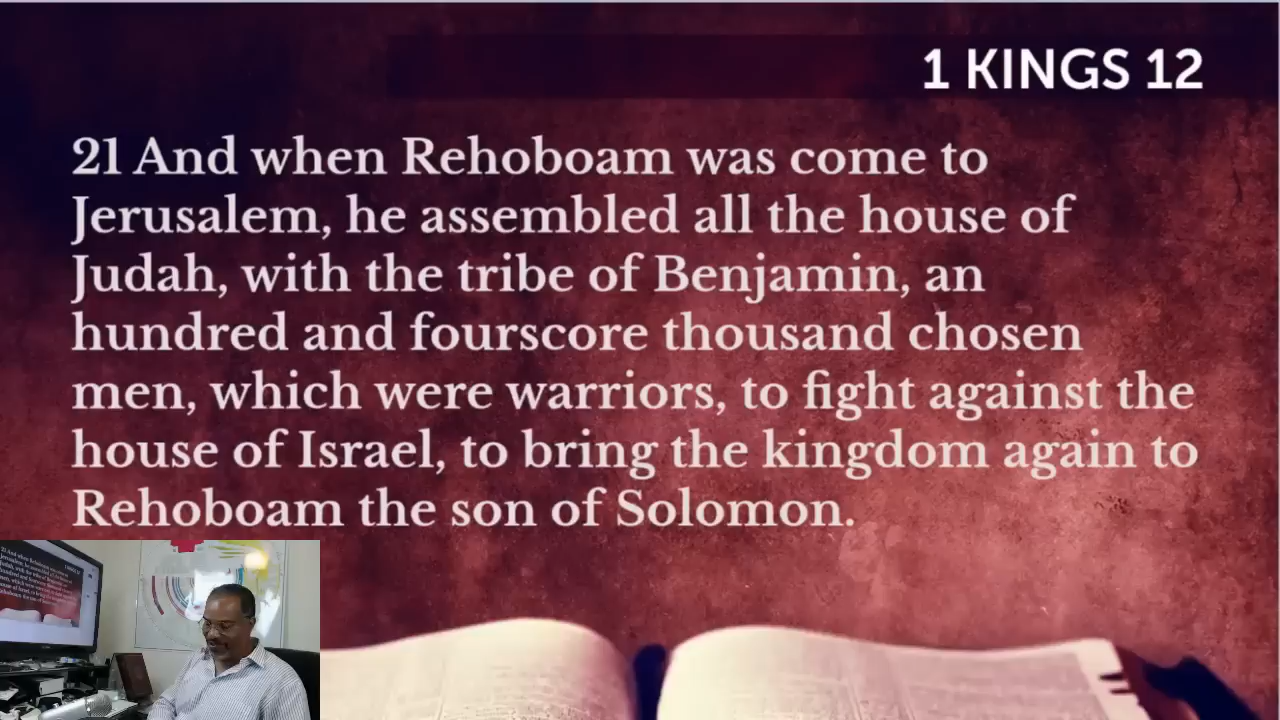 1 KINGS 12
21 And when Rehoboam was come to
Jerusalem, he assembled all the house of
Judah, with the tribe of Benjamin, an
hundred and fourscore thousand chosen
men, which were warriors, to fight against the
house of Israel, to bring the kingdom again to
Rehoboam the son of Solomon.